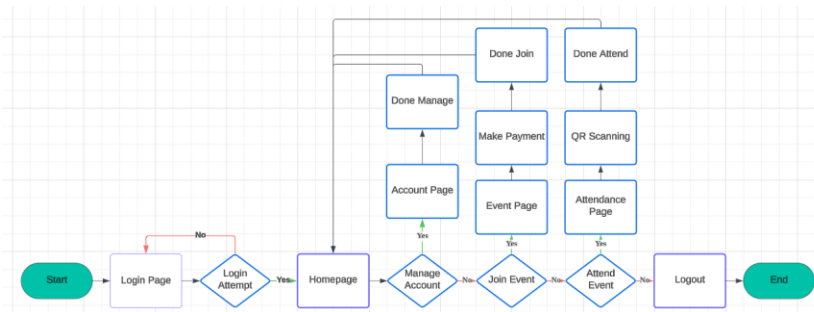 Done Join
Done Attend
Done Manage
Make Payment
QR Scanning
Account Page
Event Page
Attendance
Page
No
Yes
Yes
Yes
Start
Login Page
Login
Attempt
Yes
Homepage
Manage
Account
No
Join Event
No
Attend
Event
No
Logout
End